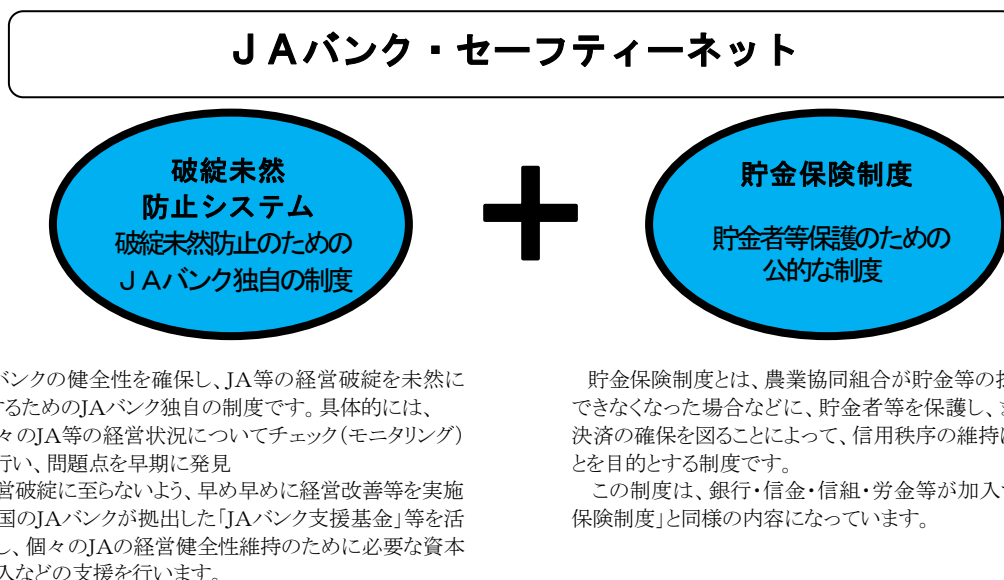 ＪＡバンク・セーフティーネット
破綻未然
防止システム
破綻未然防止のための
ＪＡバンク独自の制度
＋
貯金保険制度
貯金者等保護のための
公的な制度
バンクの健全性を確保し、JA等の経営破綻を未然に
するためのJAバンク独自の制度です。具体的には、
々のJA等の経営状況についてチェック（モニタリング）
行い、問題点を早期に発見
営破綻に至らないよう、早め早めに経営改善等を実施
国のJAバンクが拠出した「JAバンク支援基金」等を活
し、個々のJAの経営健全性維持のために必要な資本
入などの支援を行います。
貯金保険制度とは、農業協同組合が貯金等の
できなくなった場合などに、貯金者等を保護し、
決済の確保を図ることによって、信用秩序の維持
とを目的とする制度です。
この制度は、銀行・信金・信組・労金等が加入
保険制度」と同様の内容になっています。